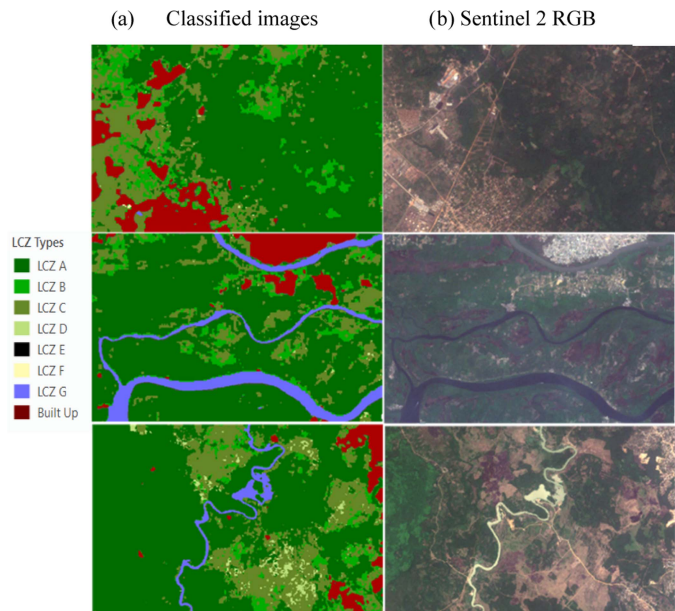 (a) Classified images (b) Sentinel 2 RGB
LCZ Types
LCZ A
LCZ B
LCZ C
LCZ D
LCZ E
LCZ F
LCZ G
Built Up